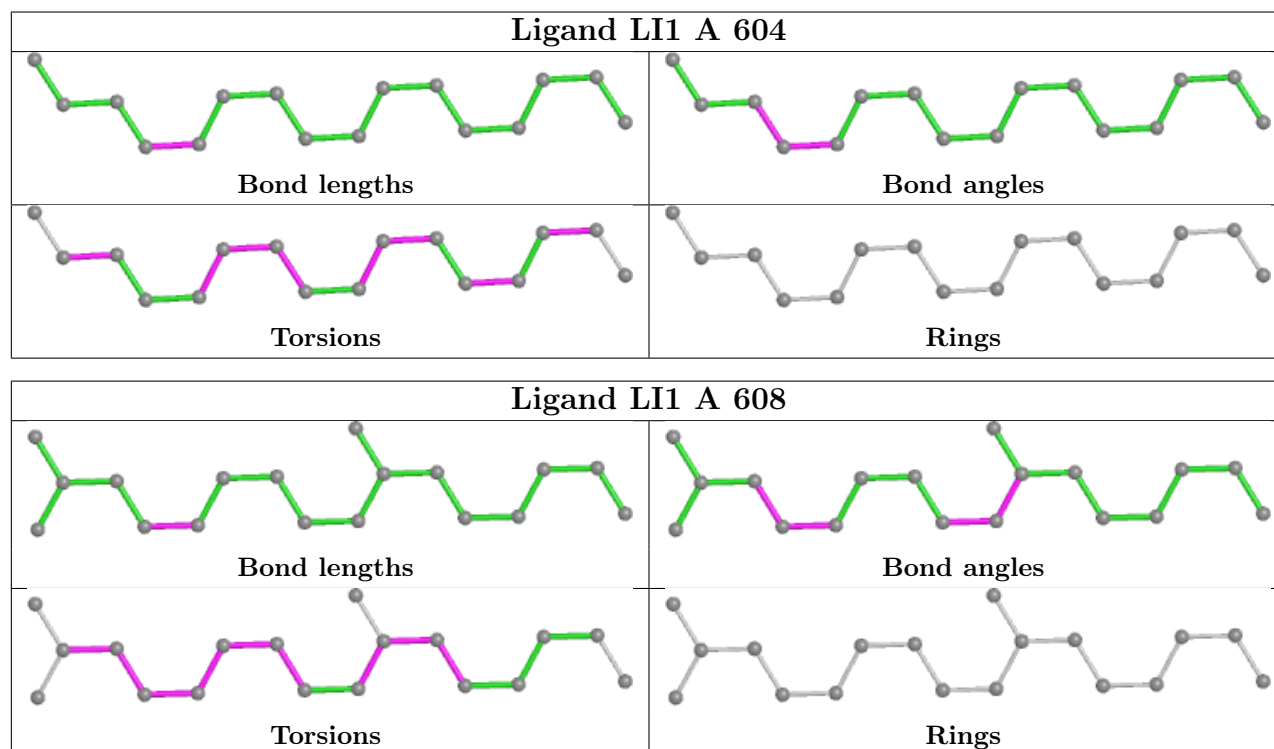 Ligand LI1 A 604
Bond lengths
Bond angles
Torsions
Rings
Ligand LI1 A 608
Bond lengths
Bond angles
Torsions
Rings